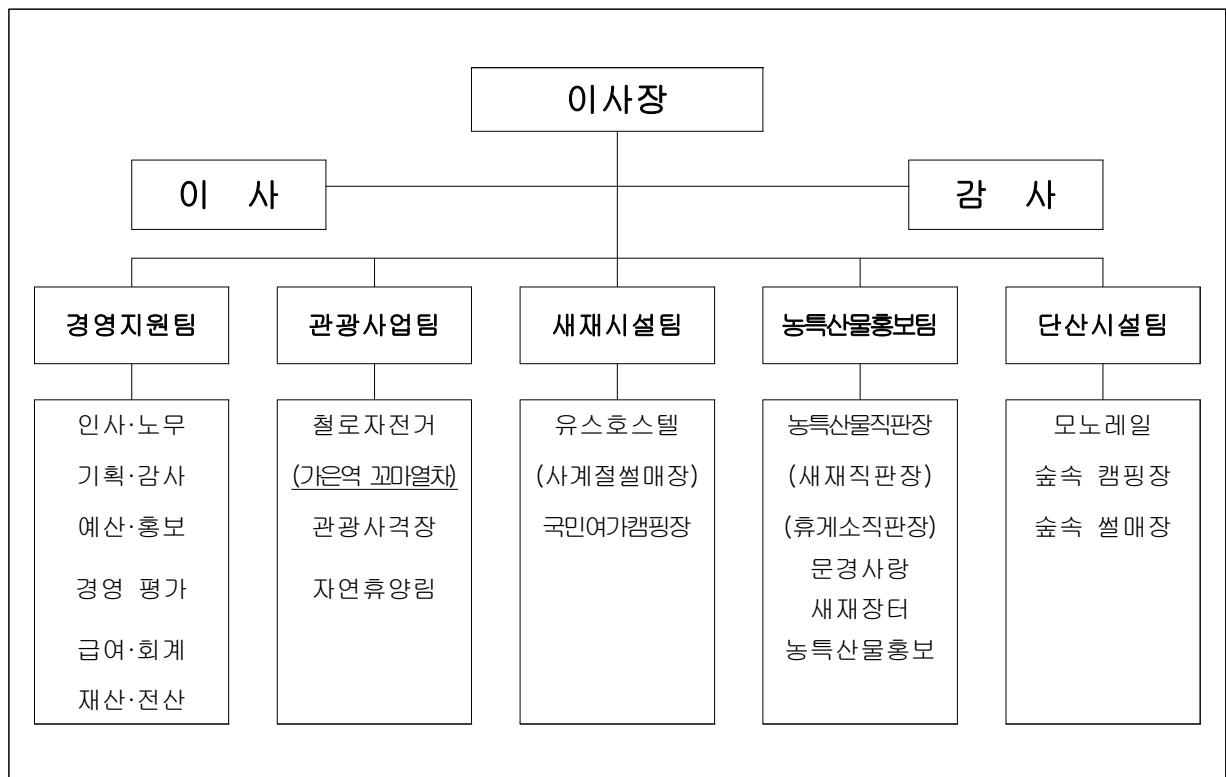 이사장
이 사
감 사
경영지원팀
관광사업팀
새재시설팀
농특산물홍보팀
단산시설팀
인사·노무
기획·감사
예산·홍보
경영 평가
급여·회계
재산·전산
철로자전거
(가은역 꼬마열차)
관광사격장
자연휴양림
유스호스텔
(사계절썰매장)
국민여가캠핑장
농특산물직판장
(새재직판장)
(휴게소직판장)
문경사랑
새재장터
농특산물홍보
모노레일
숲속 캠핑장
숲속 썰매장